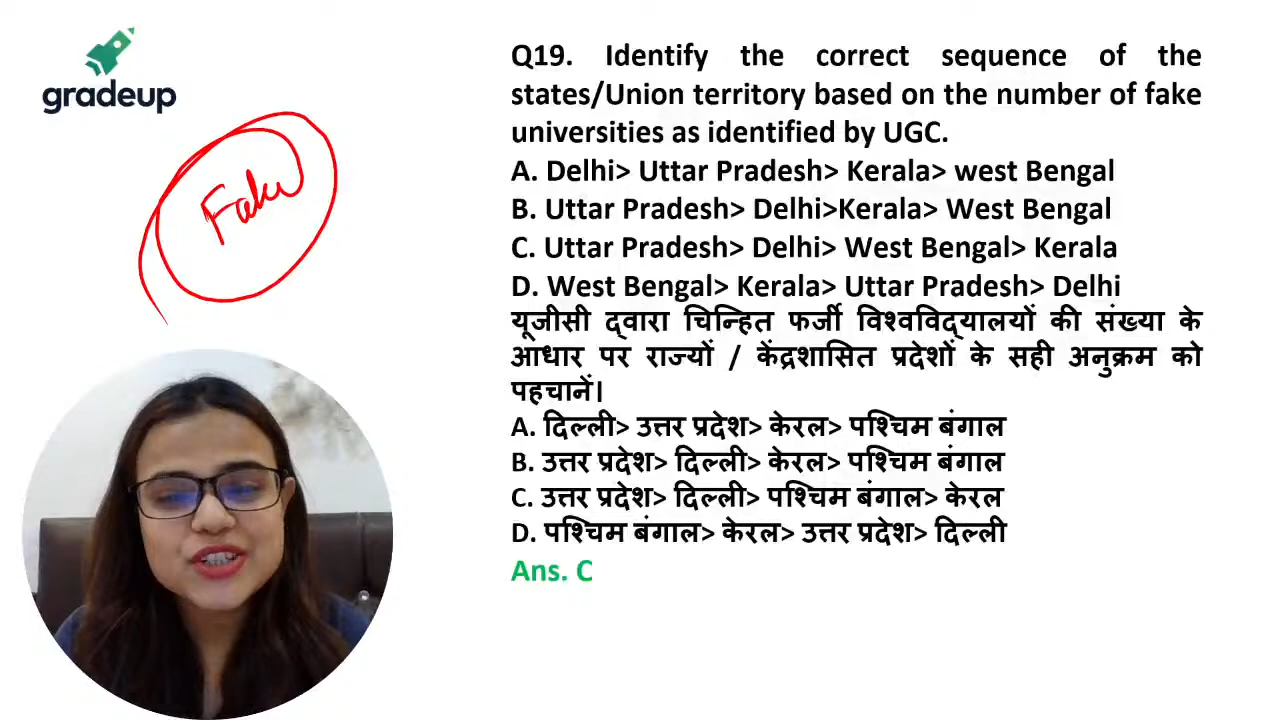 gradeup
Fake
Q19. Identify the correct sequence of the
states/Union territory based on the number of fake
universities as identified by UGC.
A. Delhi> Uttar Pradesh> Kerala> west Bengal
B. Uttar Pradesh> Delhi>Kerala> West Bengal
C. Uttar Pradesh> Delhi> West Bengal> Kerala
D. West Bengal> Kerala> Uttar Pradesh> Delhi
यूजीसी द्वारा चिन्हित फर्जी विश्वविद्यालयों की संख्या के
आधार पर राज्यों / केंद्रशासित प्रदेशों के सही अनुक्रम को
पहचानें।
A. दिल्ली> उत्तर प्रदेश> केरल> पश्चिम बंगाल
B. उत्तर प्रदेश> दिल्ली> केरल> पश्चिम बंगाल
C. उत्तर प्रदेश> दिल्ली> पश्चिम बंगाल> केरल
D. पश्चिम बंगाल> केरल> उत्तर प्रदेश> दिल्ली
Ans. C